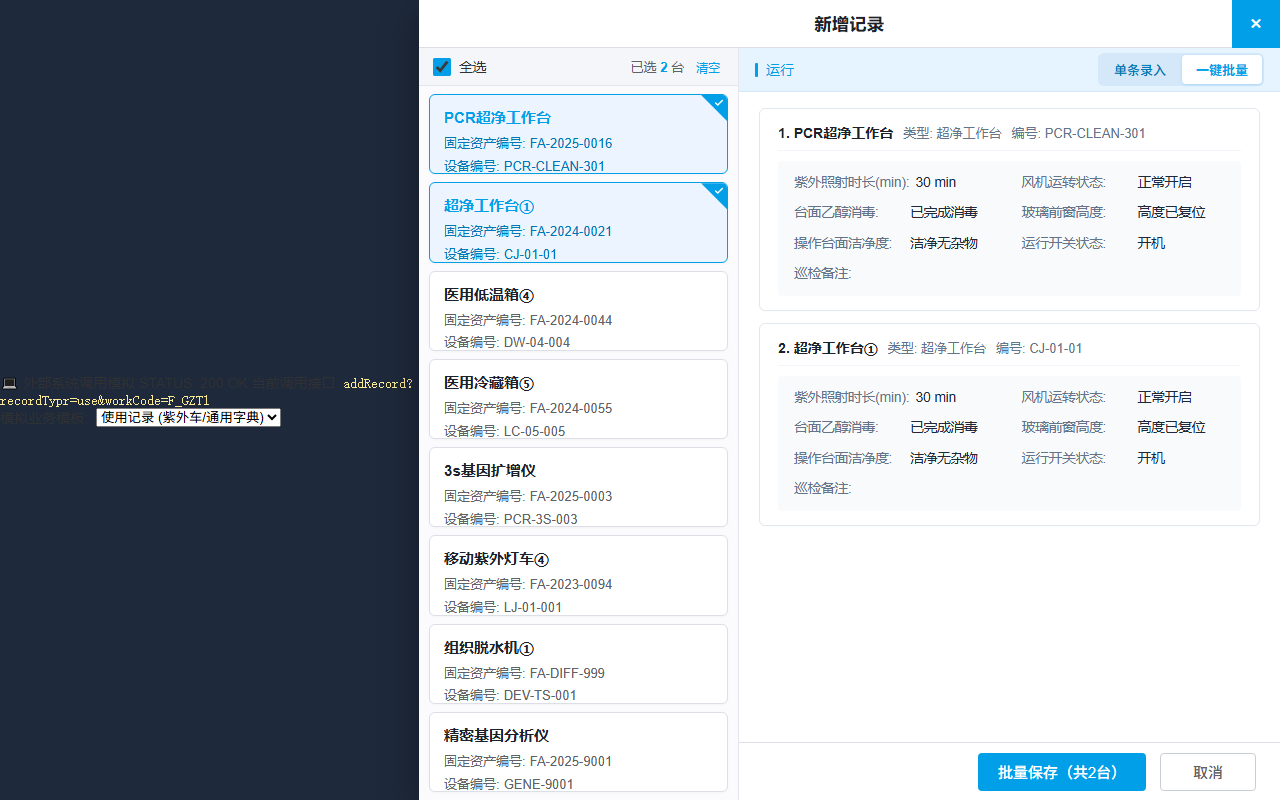 新增记录
×
💻 外部系统调用模拟 STATUS: 200 OK 当前调用接口: addRecord?
recordTypr=use&workCode=F_GZTl
使用记录 (紫外车/通用字典)
全选
已选 2 台 清空
PCR超净工作台
固定资产编号: FA-2025-0016
设备编号: PCR-CLEAN-301
超净工作台①
固定资产编号: FA-2024-0021
设备编号: CJ-01-01
医用低温箱④
固定资产编号: FA-2024-0044
设备编号: DW-04-004
医用冷藏箱⑤
固定资产编号: FA-2024-0055
设备编号: LC-05-005
3s基因扩增仪
固定资产编号: FA-2025-0003
设备编号: PCR-3S-003
移动紫外灯车④
固定资产编号: FA-2023-0094
设备编号: LJ-01-001
组织脱水机①
固定资产编号: FA-DIFF-999
设备编号: DEV-TS-001
精密基因分析仪
固定资产编号: FA-2025-9001
设备编号: GENE-9001
运行
单条录入 一键批量
1. PCR超净工作台 类型: 超净工作台 编号: PCR-CLEAN-301
紫外照射时长(min): 30 min 风机运转状态: 正常开启
台面乙醇消毒: 已完成消毒 玻璃前窗高度: 高度已复位
操作台面洁净度: 洁净无杂物 运行开关状态: 开机
巡检备注:
2. 超净工作台① 类型: 超净工作台 编号: CJ-01-01
紫外照射时长(min): 30 min 风机运转状态: 正常开启
台面乙醇消毒: 已完成消毒 玻璃前窗高度: 高度已复位
操作台面洁净度: 洁净无杂物 运行开关状态: 开机
巡检备注:
批量保存（共2台） 取消